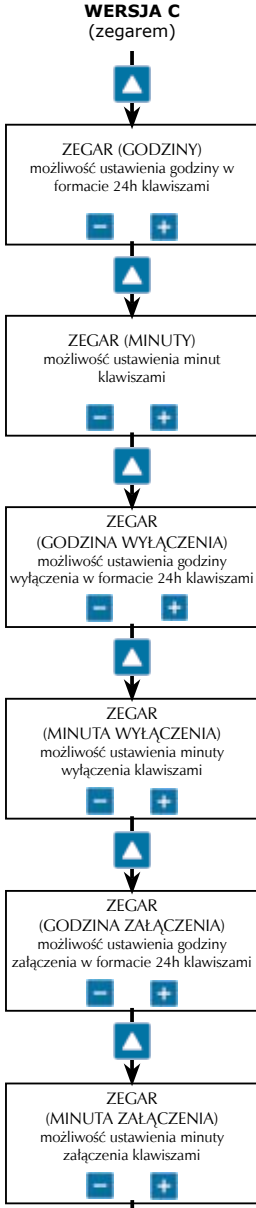 WERSJA C
(zegarem)
ZEGAR (GODZINY)
możliwość ustawienia godziny w
formacie 24h klawiszami
ZEGAR (MINUTY)
możliwość ustawienia minut
klawiszami
ZEGAR
(GODZINA WYŁĄCZENIA)
możliwość ustawienia godziny
wyłączenia w formacie 24h klawiszami
ZEGAR
(MINUTA WYŁĄCZENIA)
możliwość ustawienia minuty
wyłączenia klawiszami
ZEGAR
(GODZINA ZAŁĄCZENIA)
możliwość ustawienia godziny
załączenia w formacie 24h klawiszami
ZEGAR
(MINUTA ZAŁĄCZENIA)
możliwość ustawienia minuty
załączenia klawiszami